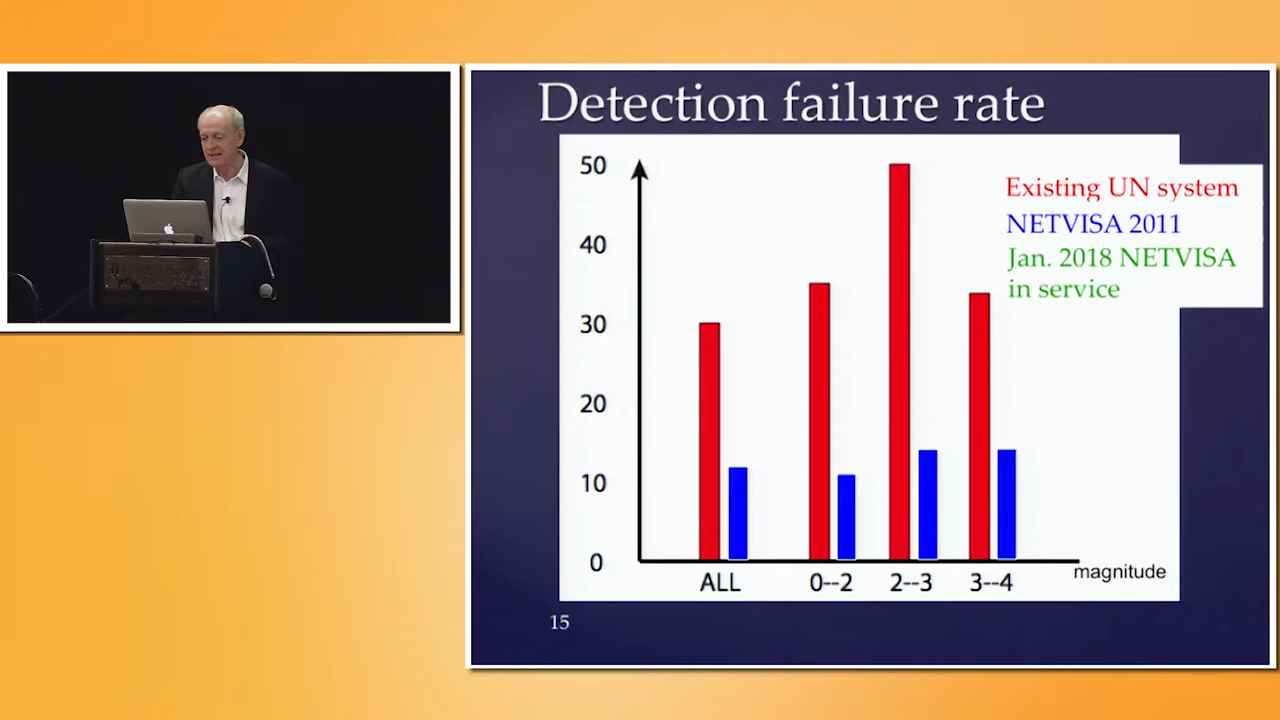 Detection failure rate
50
40
30
20
10
0
Existing UN system
NETVISA 2011
Jan. 2018 NETVISA
in service
ALL
0--2
2--3
3--4
magnitude
15